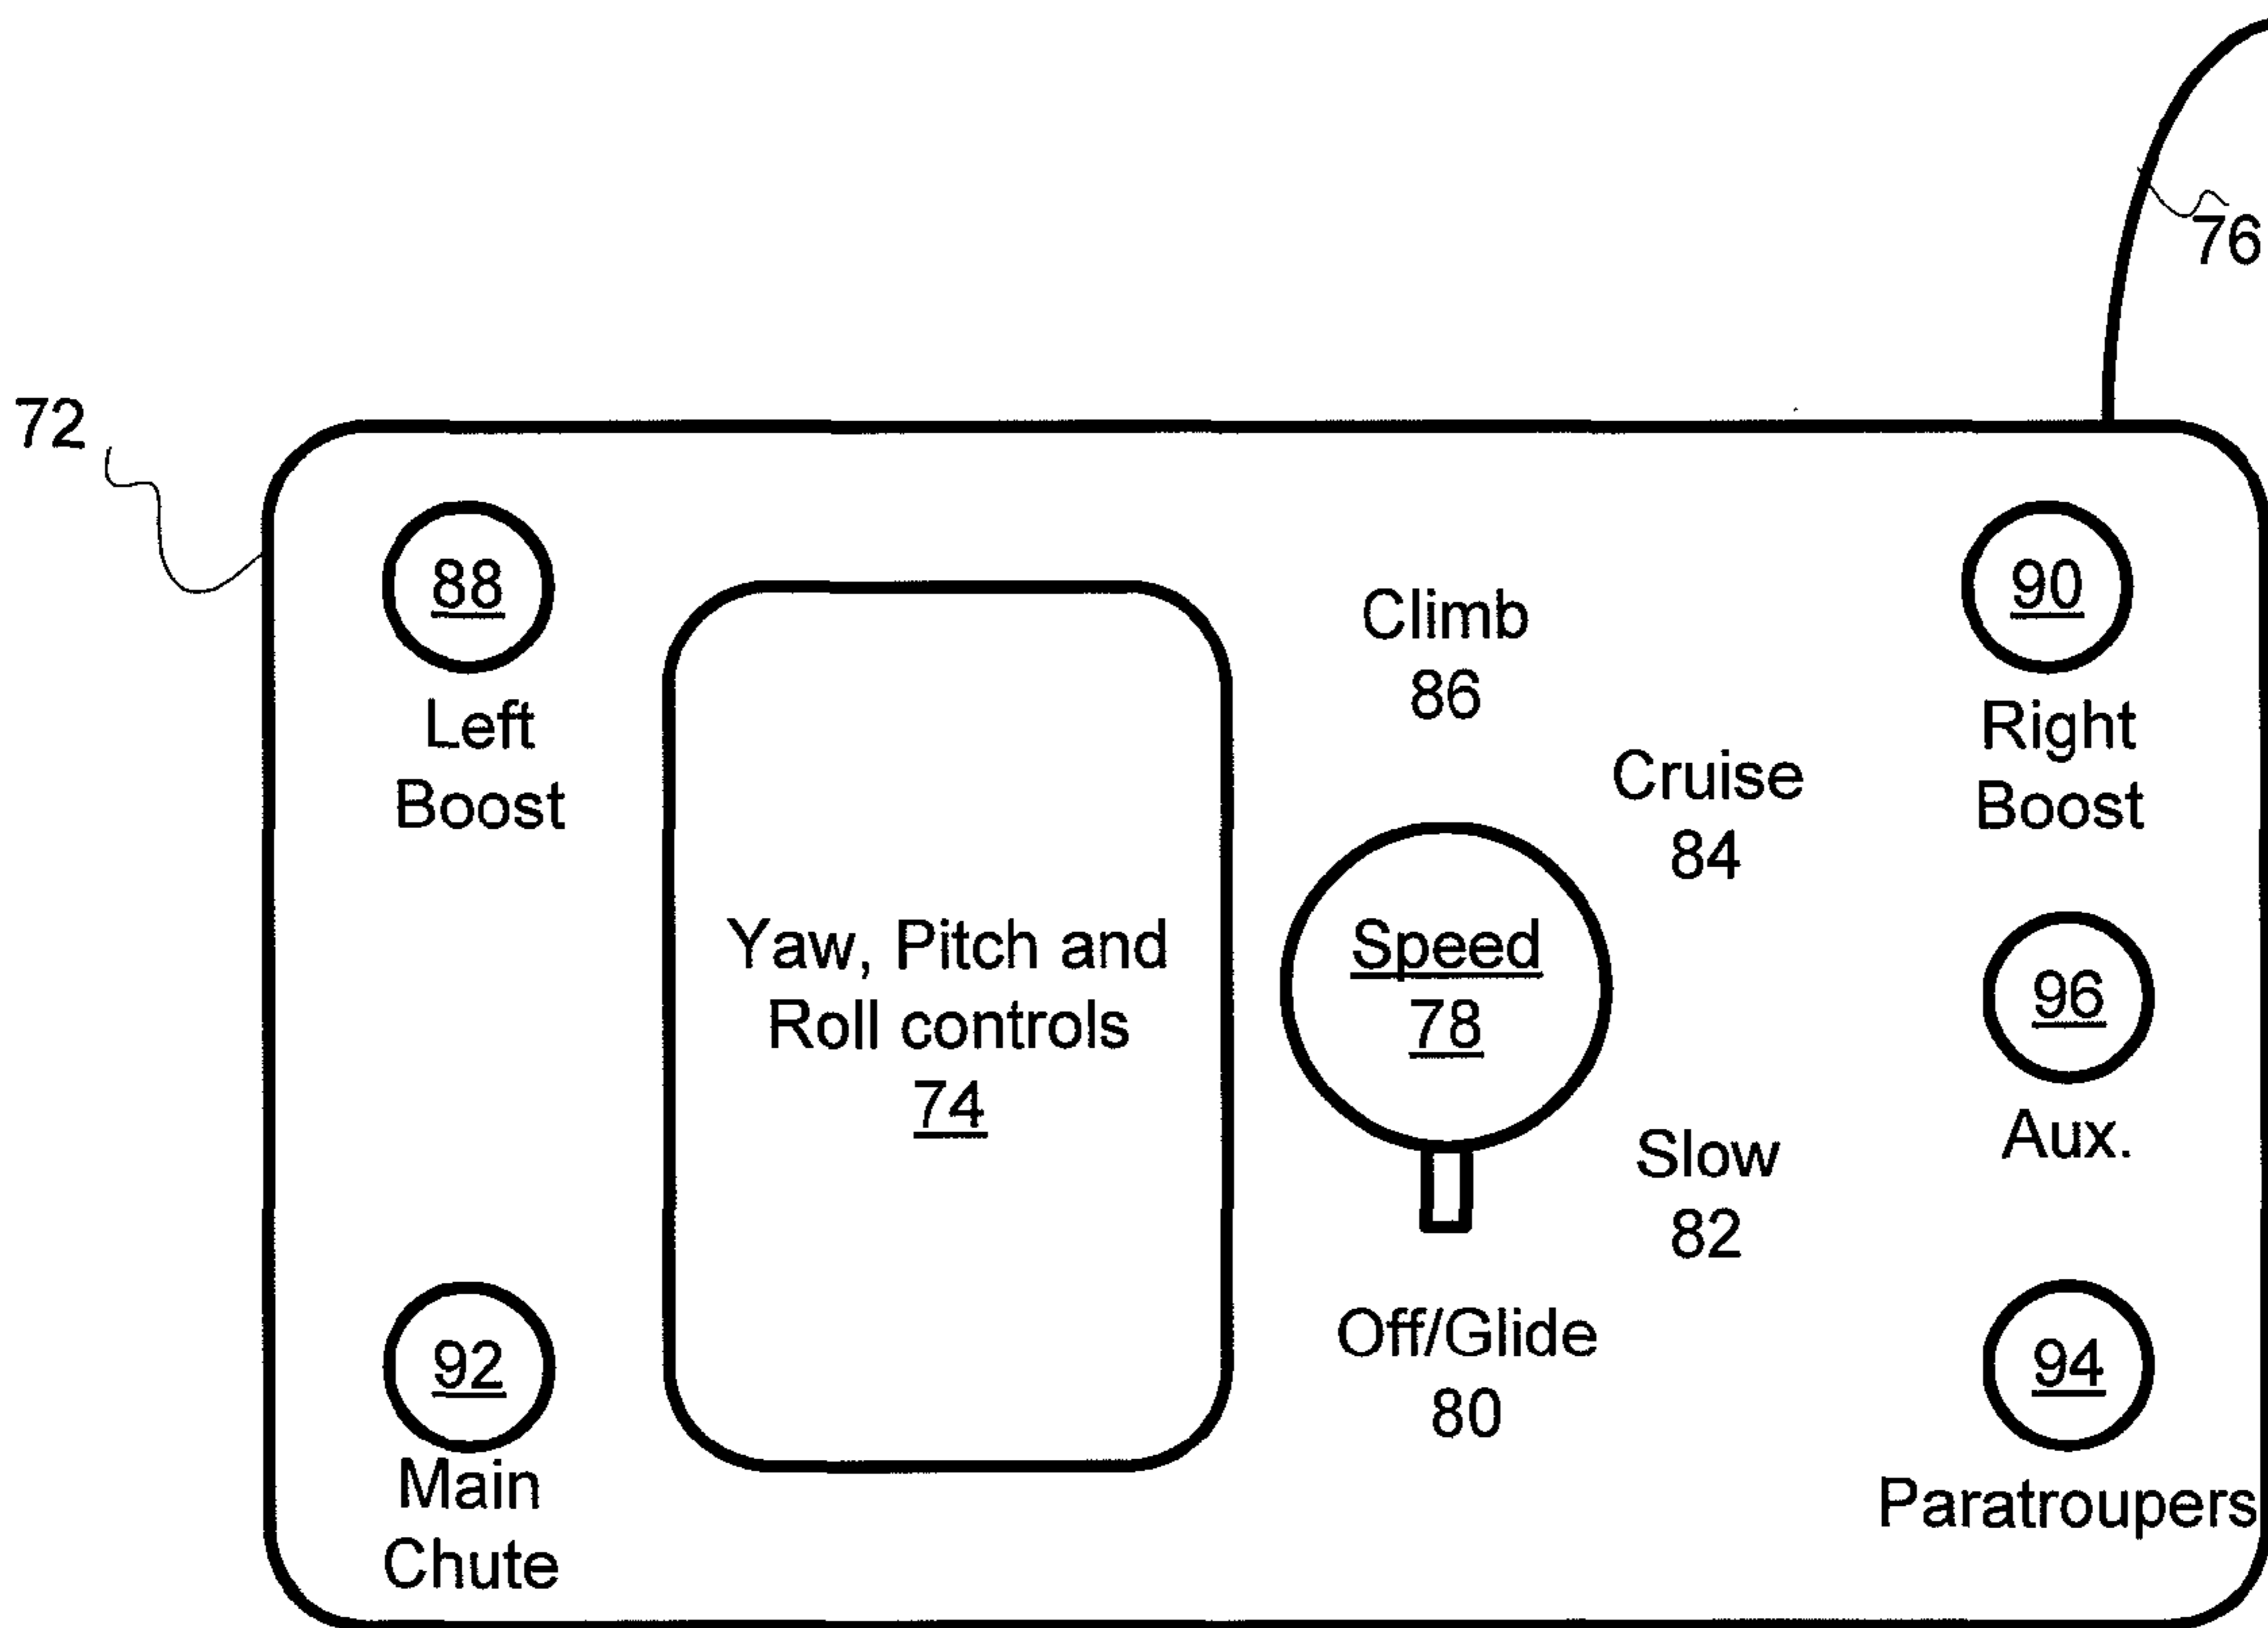 76
72
88
Left
Boost
Climb
86
90
Right
Boost
Cruise
84
Yaw, Pitch and
Roll controls
74
Speed
78
96
Aux.
Slow
82
Off/Glide
80
92
Main
Chute
94
Paratroupers